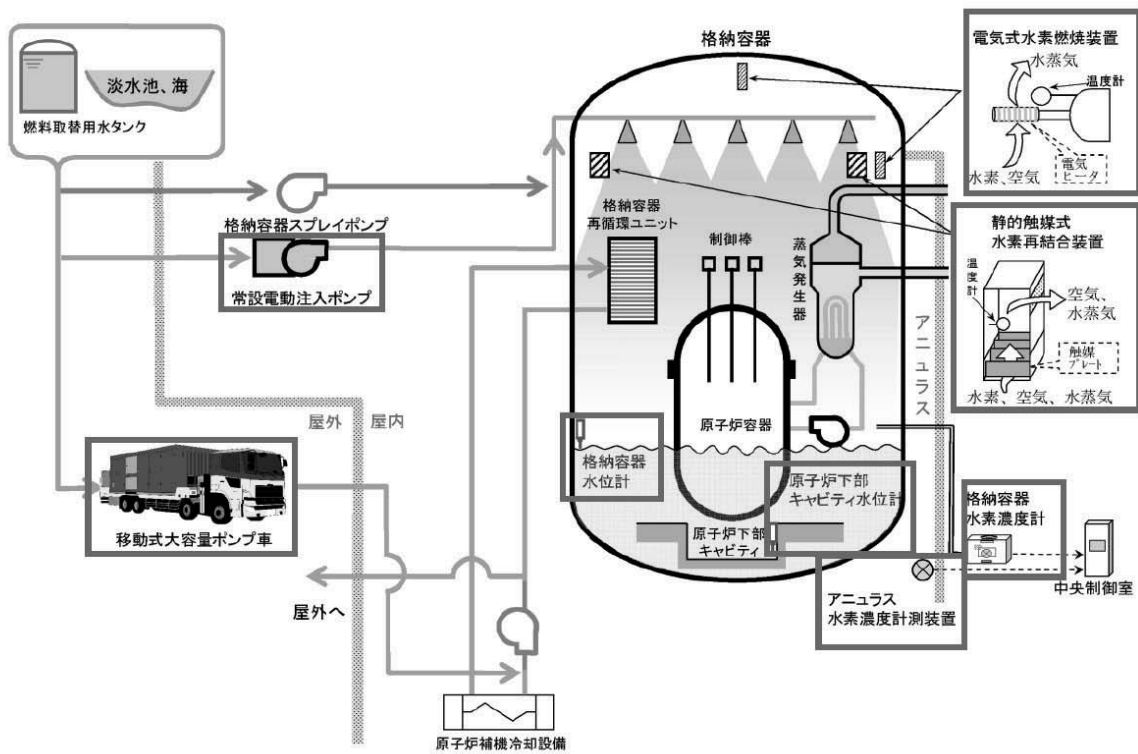 淡水池、海
燃料取替用水タンク
格納容器スプレイポンプ
常設電動注入ポンプ
屋外
屋内
移動式大容量ポンプ車
屋外へ
原子炉補機冷却設備
格納容器
格納容器
再循環ユニット
制御棒
蒸気発生器
原子炉容器
アニュラス
格納容器
水位計
原子炉下部
キャビティ水位計
原子炉下部
キャビティ
電気式水素燃焼装置
水蒸気
温度計
電気
ヒータ
水素、空気
静的触媒式
水素再結合装置
温度計
空気、
水蒸気
触媒
プレート
水素、空気、水蒸気
格納容器
水素濃度計
アニュラス
水素濃度計測装置
中央制御室